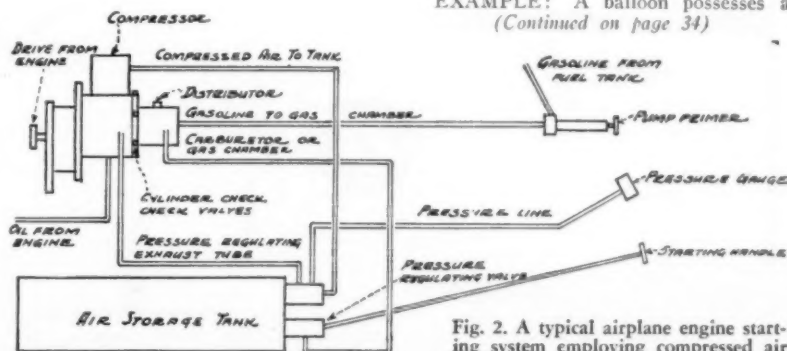 EXAMPLE: A balloon possesses a
(Continued on page 34)
COMPRESSOR
DRIVE FROM
ENGINE
COMPRESSED AIR TO TANK
GASOLINE FROM
FUEL TANK
DISTRIBUTOR
GASOLINE TO GAS CHAMBER
PUMP PRIMER
CARBURETOR OR
GAS CHAMBER
PRESSURE GAUGE
CYLINDER CHECK
CHECK VALVES
PRESSURE LINE
OIL FROM
ENGINE
PRESSURE REGULATING
EXHAUST TUBE
STARTING HANDLE
PRESSURE
REGULATING VALVE
AIR STORAGE TANK
Fig. 2. A typical airplane engine start-
ing system employing compressed air